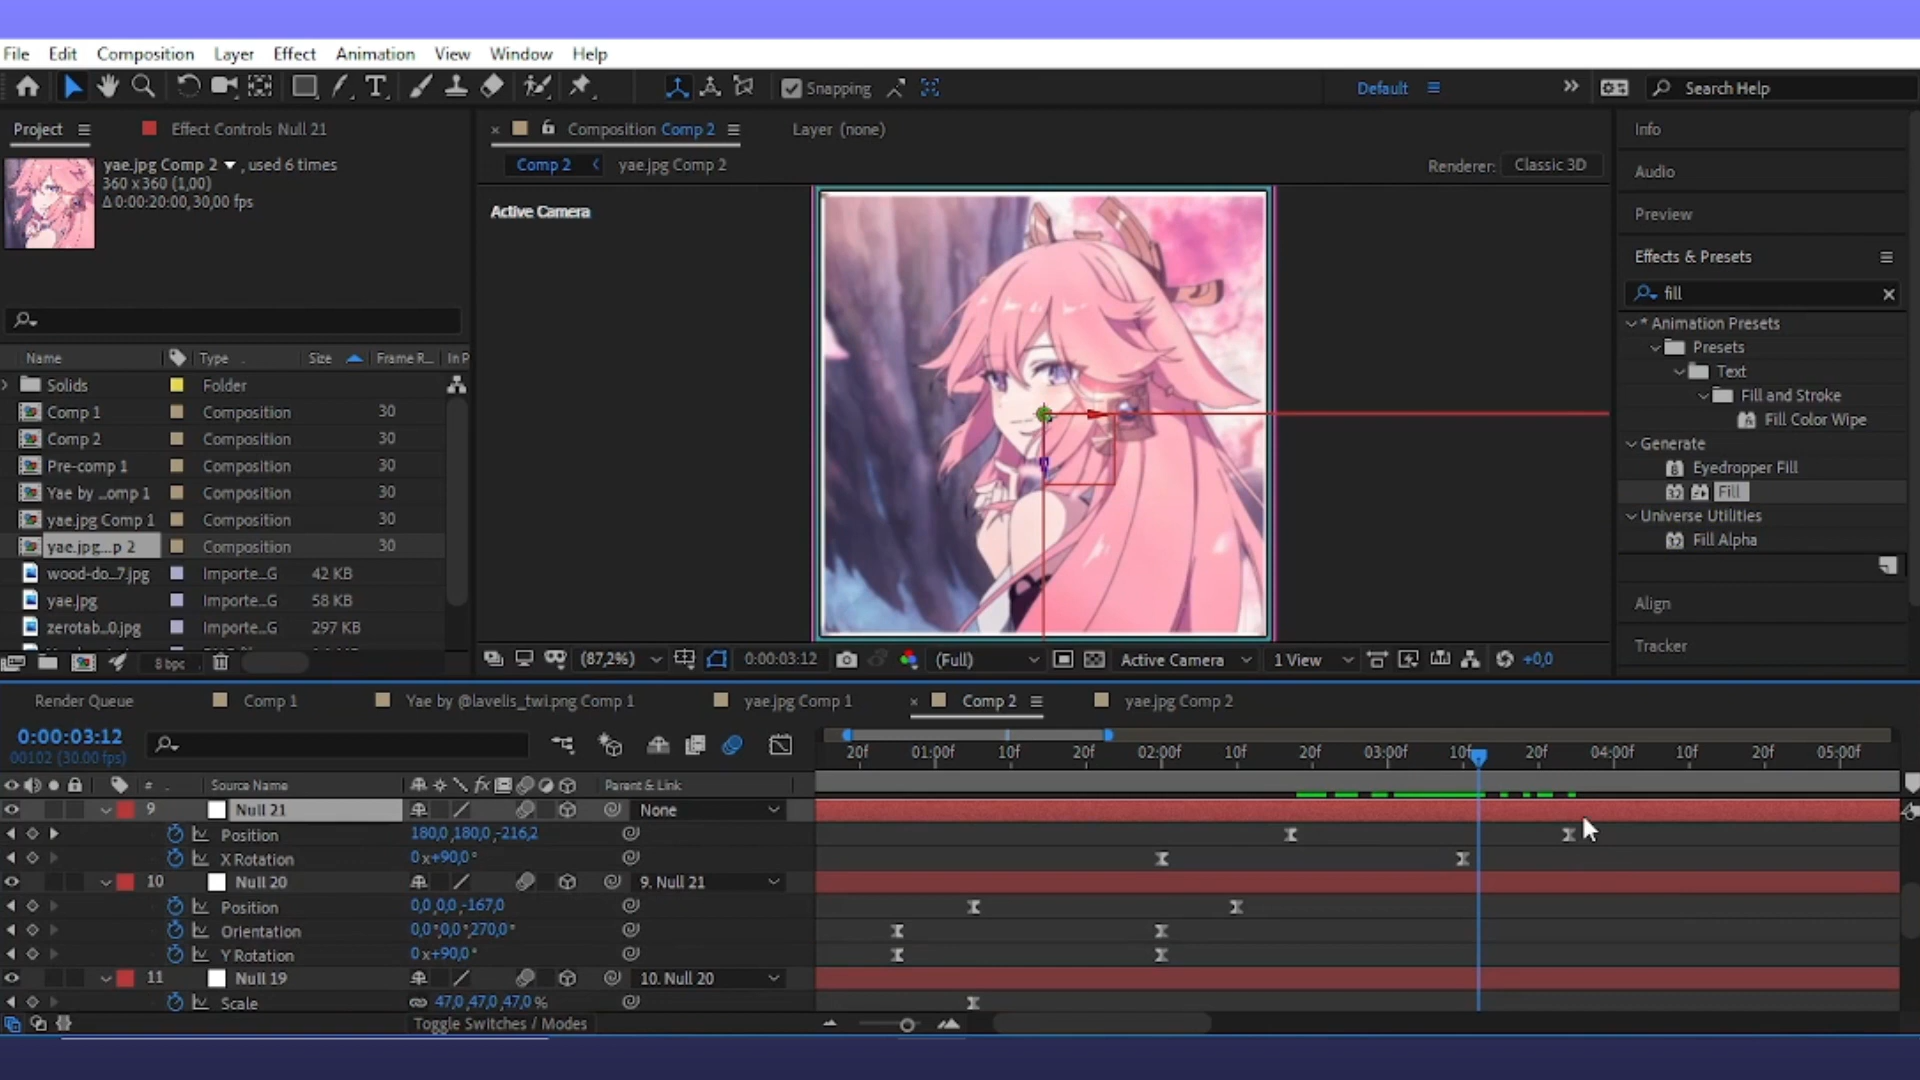 File Edit Composition Layer Effect Animation View Window Help
Snapping Default Search Help
Project Effect Controls Null 21
Composition Comp 2 Layer (none)
Info
yae.jpg Comp 2 , used 6 times
360 x 360 (1,00)
Δ 0:00:20:00, 30,00 fps
Comp 2 yae.jpg Comp 2
Renderer: Classic 3D
Audio
Active Camera
Preview
Effects & Presets
fill
* Animation Presets
Presets
Text
Fill and Stroke
Fill Color Wipe
Generate
Eyedropper Fill
Fill
Universe Utilities
Fill Alpha
Align
Tracker
Name Type Size Frame R... In P
Solids Folder
Comp 1 Composition 30
Comp 2 Composition 30
Pre-comp 1 Composition 30
Yae by ...omp 1 Composition 30
yae.jpg Comp 1 Composition 30
yae.jpg...p 2 Composition 30
wood-do...7.jpg Importe...G 42 KB
yae.jpg Importe...G 58 KB
zerotab...0.jpg Importe...G 297 KB
8 bpc
(87,2%) 0:00:03:12 (Full) Active Camera 1 View +0,0
Render Queue Comp 1 Yae by @lavelis_twi.png Comp 1 yae.jpg Comp 1 Comp 2 yae.jpg Comp 2
0:00:03:12
00102 (30.00 fps)
20f 01:00f 10f 20f 02:00f 10f 20f 03:00f 10f 20f 04:00f 10f 20f 05:00f
# Source Name Parent & Link
9 Null 21 None
Position 180,0,180,0,-216,2
X Rotation 0x+90,0°
10 Null 20 9. Null 21
Position 0,0,0,0,-167,0
Orientation 0,0°,0,0°,270,0°
Y Rotation 0x+90,0°
11 Null 19 10. Null 20
Scale 47,0,47,0,47,0%
Toggle Switches / Modes